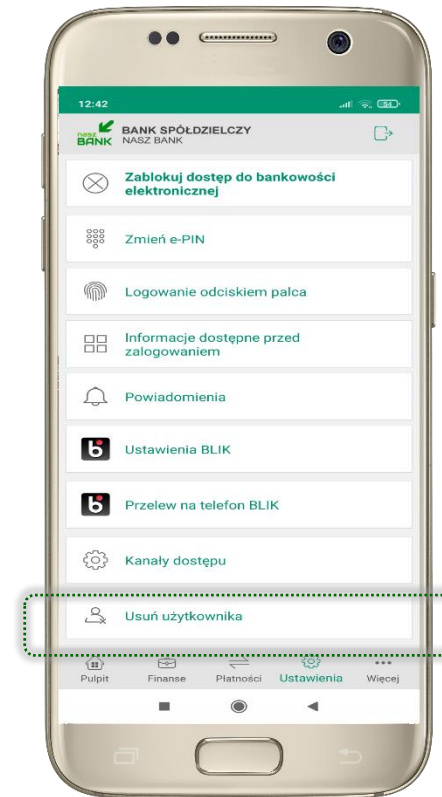 12:42
54
nasz
BANK
BANK SPÓŁDZIELCZY
NASZ BANK
Zablokuj dostęp do bankowości
elektronicznej
Zmień e-PIN
Logowanie odciskiem palca
Informacje dostępne przed
zalogowaniem
Powiadomienia
Ustawienia BLIK
Przelew na telefon BLIK
Kanały dostępu
Usuń użytkownika
Pulpit Finanse Płatności Ustawienia Więcej